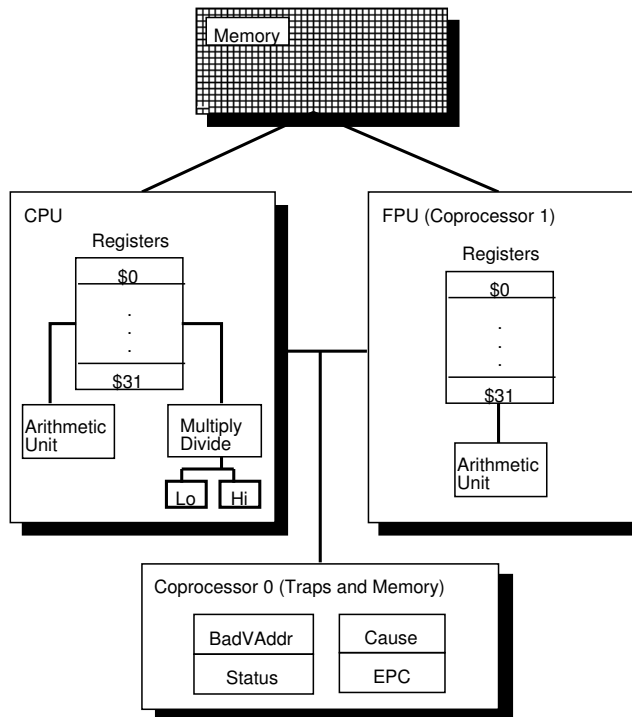 Memory
CPU
Registers
$0
.
.
.
$31
Arithmetic
Unit
Multiply
Divide
Lo
Hi
FPU (Coprocessor 1)
Registers
$0
.
.
.
$31
Arithmetic
Unit
Coprocessor 0 (Traps and Memory)
BadVAddr
Cause
Status
EPC